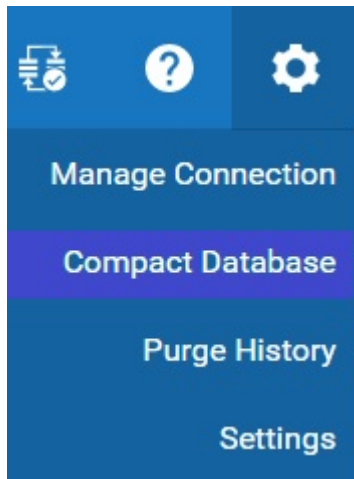 Manage Connection
Compact Database
Purge History
Settings